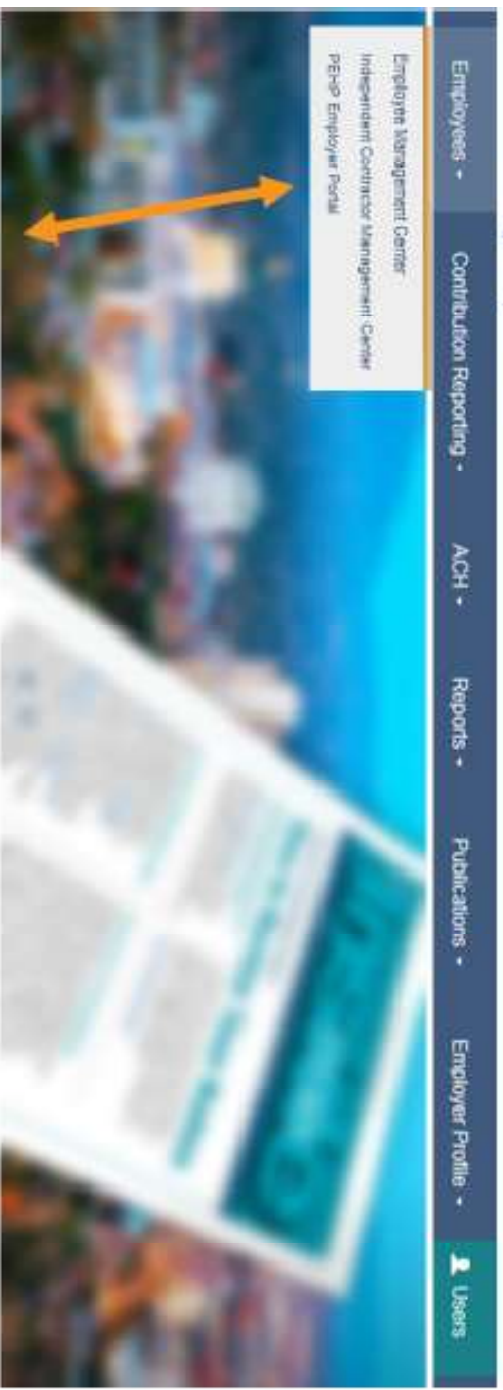 Employees
Contribution Reporting
ACH
Reports
Publications
Employer Profile
Users
Employee Management Center
Independent Contractor Management Center
PEHP Employer Portal